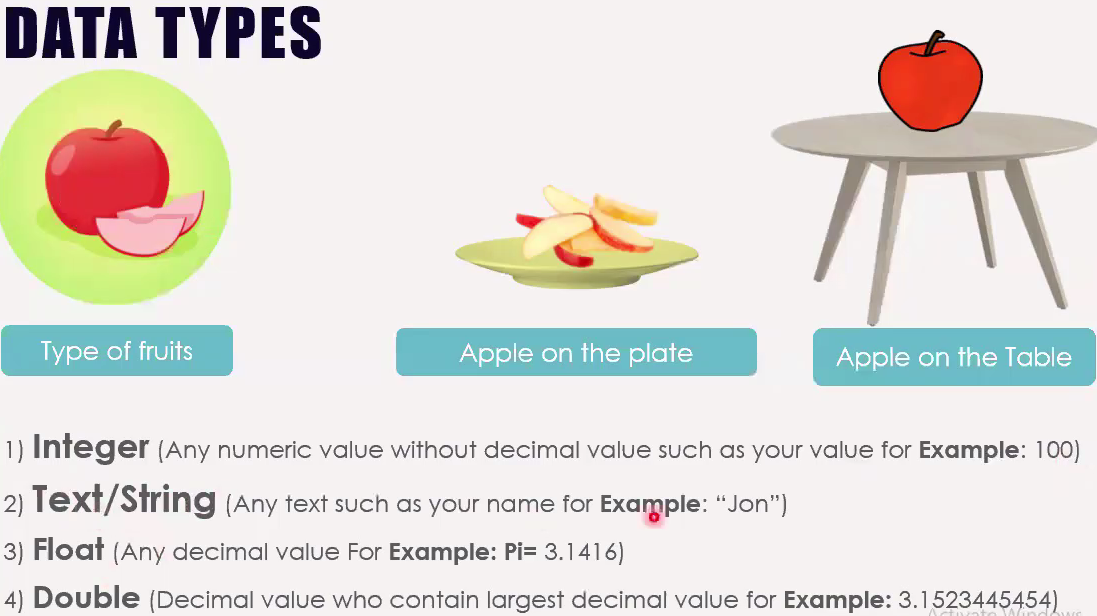 DATA TYPES
Type of fruits
Apple on the plate
Apple on the Table
1) Integer (Any numeric value without decimal value such as your value for Example: 100)
2) Text/String (Any text such as your name for Example: “Jon”)
3) Float (Any decimal value For Example: Pi= 3.1416)
4) Double (Decimal value who contain largest decimal value for Example: 3.1523445454)
Activate Windows